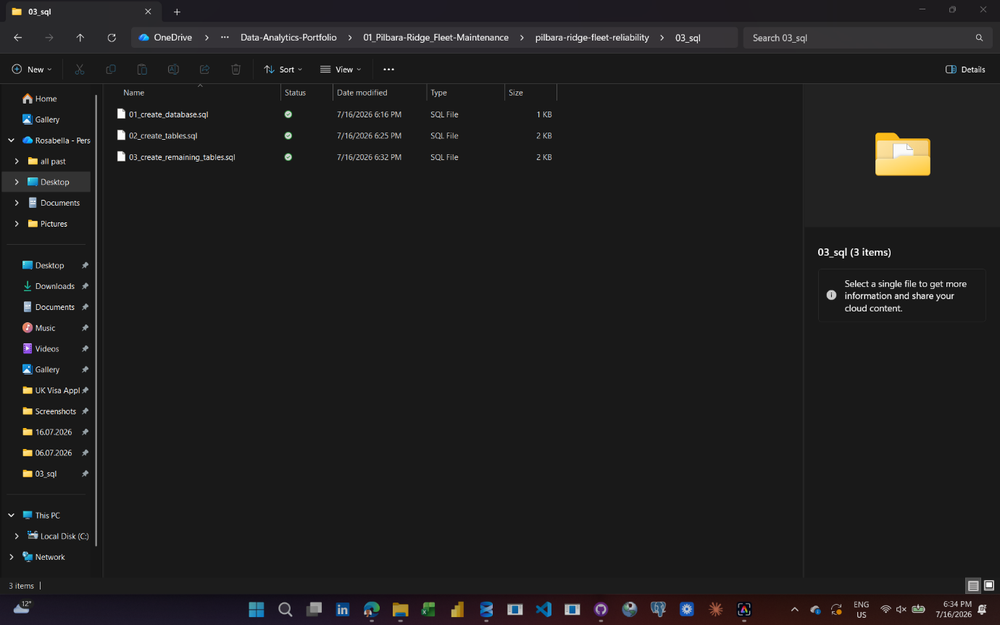 03_sql
OneDrive
Data-Analytics-Portfolio
01_Pilbara-Ridge_Fleet-Maintenance
pilbara-ridge-fleet-reliability
03_sql
Search 03_sql
New
Sort
View
Details
Home
Gallery
Rosabella - Pers
all past
Desktop
Documents
Pictures
Desktop
Downloads
Documents
Music
Videos
Gallery
UK Visa Appl
Screenshots
16.07.2026
06.07.2026
03_sql
This PC
Local Disk (C:)
Network
Name Status Date modified Type Size
01_create_database.sql 7/16/2026 6:16 PM SQL File 1 KB
02_create_tables.sql 7/16/2026 6:25 PM SQL File 2 KB
03_create_remaining_tables.sql 7/16/2026 6:32 PM SQL File 2 KB
03_sql (3 items)
Select a single file to get more
information and share your
cloud content.
3 items
12°
ENG
US
6:34 PM
7/16/2026